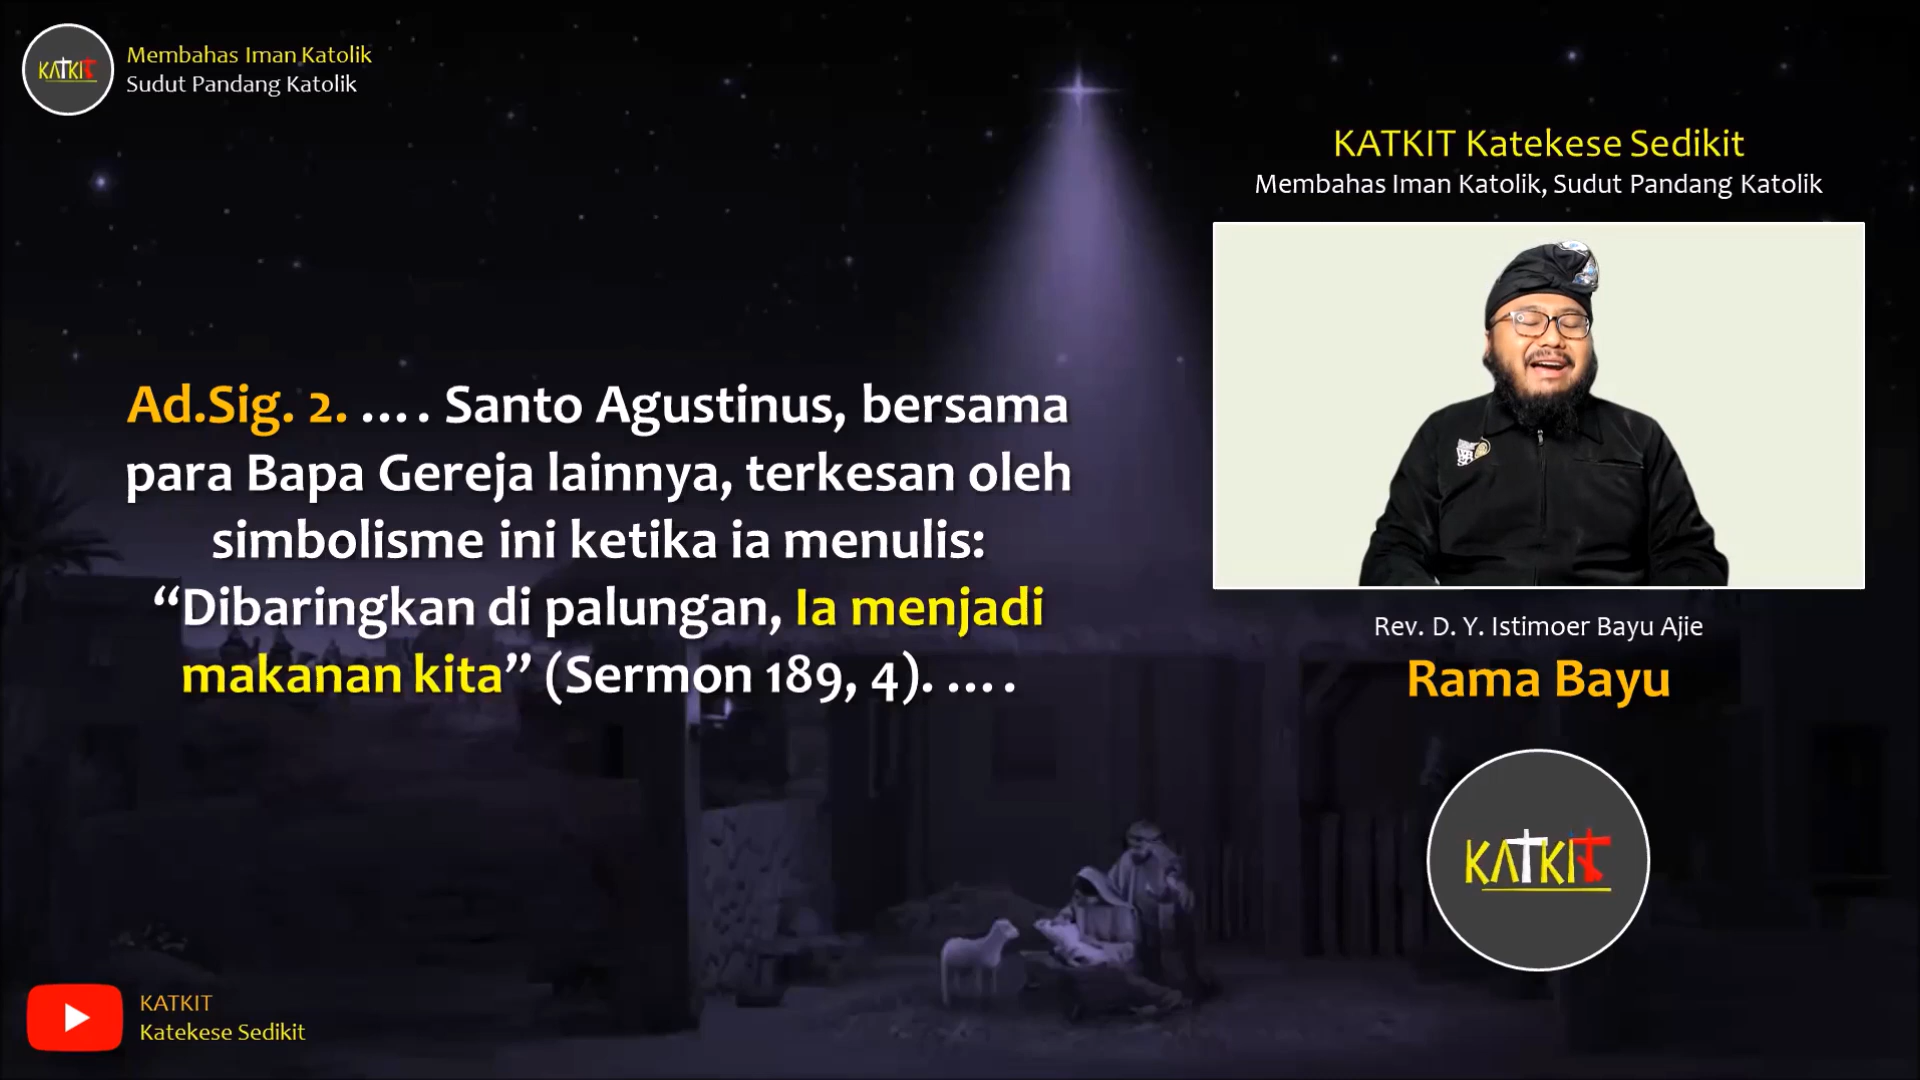 KATKIT
Membahas Iman Katolik
Sudut Pandang Katolik
KATKIT Katekese Sedikit
Membahas Iman Katolik, Sudut Pandang Katolik
Ad.Sig. 2. .... Santo Agustinus, bersama
para Bapa Gereja lainnya, terkesan oleh
simbolisme ini ketika ia menulis:
“Dibaringkan di palungan, Ia menjadi
makanan kita” (Sermon 189, 4). ....
Rev. D. Y. Istimoer Bayu Ajie
Rama Bayu
KATKIT
KATKIT
Katekese Sedikit